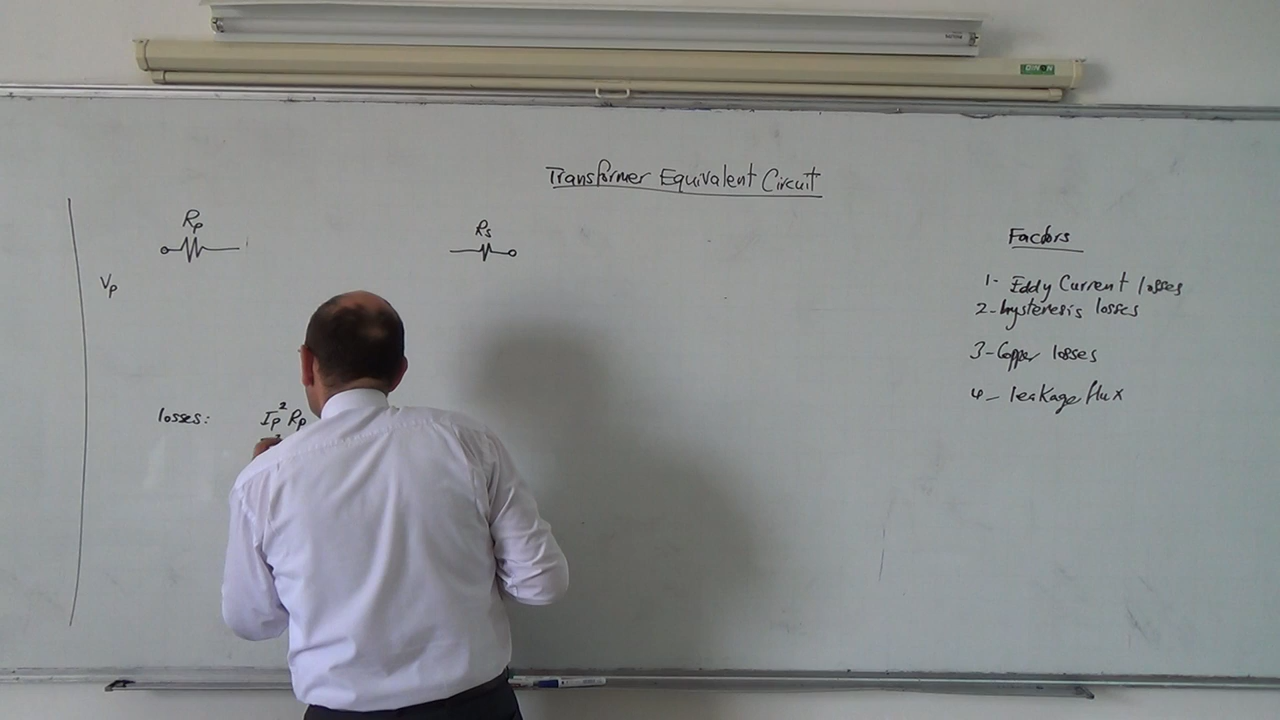 Transformer Equivalent Circuit
Rp
Rs
Vp
losses: Ip² Rp
Factors
1- Eddy Current losses
2- hysteresis losses
3- Copper losses
4- leakage flux